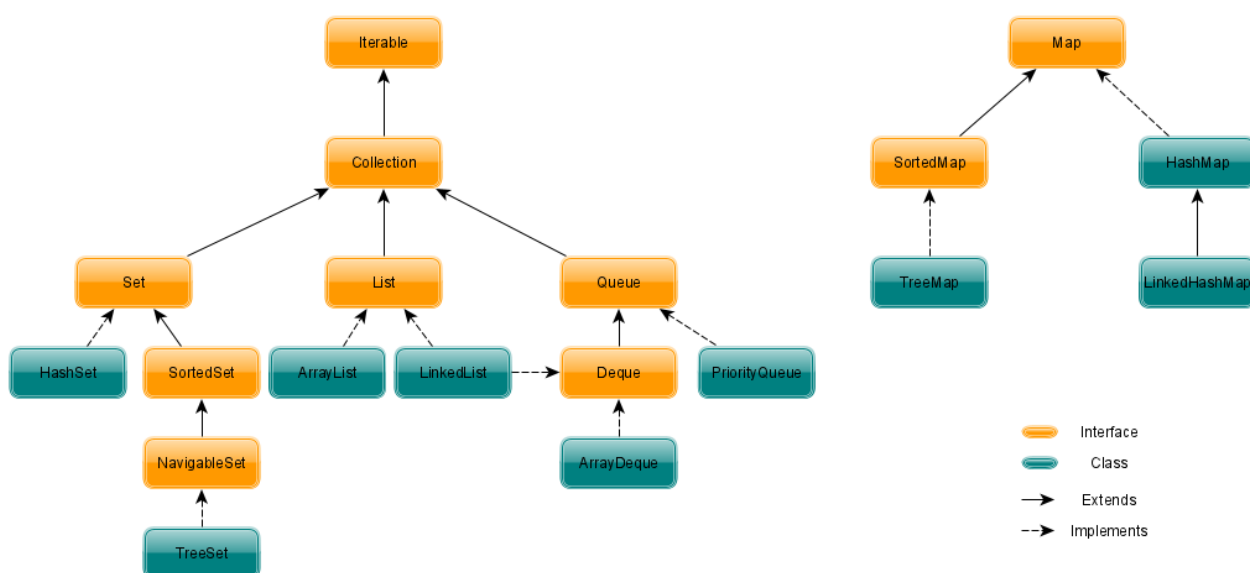 Iterable
Map
Collection
SortedMap
HashMap
Set
List
Queue
TreeMap
LinkedHashMap
HashSet
SortedSet
ArrayList
LinkedList
Deque
PriorityQueue
NavigableSet
ArrayDeque
TreeSet
Interface
Class
Extends
Implements